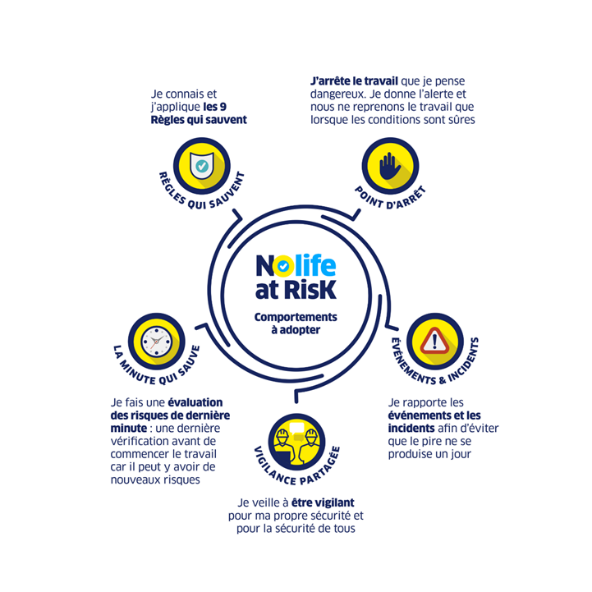 Je connais et
j'applique les 9
Règles qui sauvent
RÈGLES QUI SAUVENT
J'arrête le travail que je pense
dangereux. Je donne l'alerte et
nous ne reprenons le travail que
lorsque les conditions sont sûres
POINT D'ARRÊT
Nolife
at RisK
Comportements
à adopter
LA MINUTE QUI SAUVE
Je fais une évaluation
des risques de dernière
minute : une dernière
vérification avant de
commencer le travail
car il peut y avoir de
nouveaux risques
ÉVÉNEMENTS & INCIDENTS
Je rapporte les
événements et les
incidents afin d'éviter
que le pire ne se
produise un jour
VIGILANCE PARTAGÉE
Je veille à être vigilant
pour ma propre sécurité et
pour la sécurité de tous